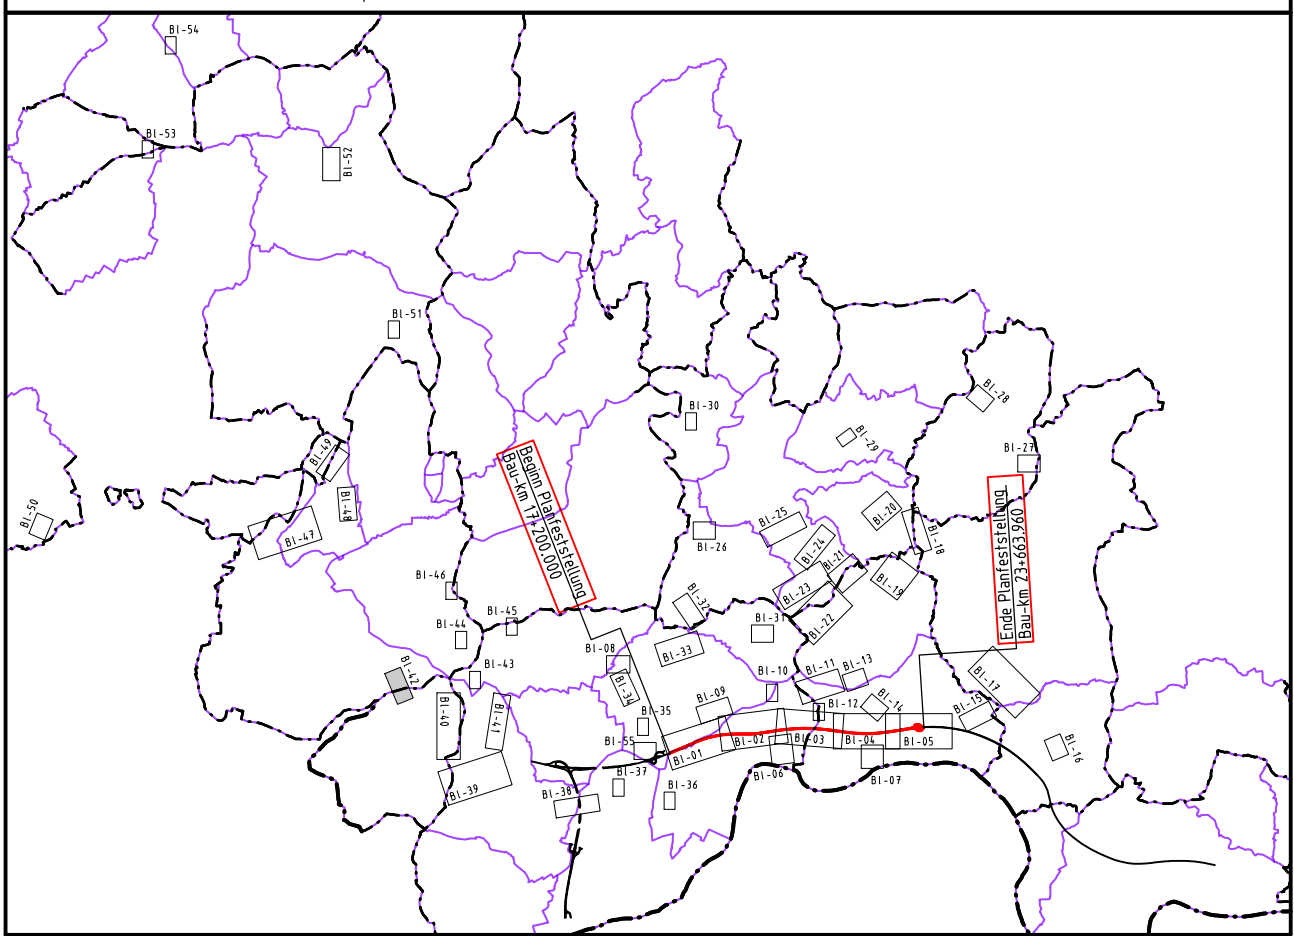 Bl-54
Bl-53
Bl-52
Bl-51
Bl-28
Bl-30
Bl-29
Bl-27
Bl-49
Bl-48
Bl-50
Bl-47
Beginn Planfeststellung
Bau-km 17+200.000
Ende Planfeststellung
Bau-km 23+663.960
Bl-20
Bl-25
Bl-18
Bl-26
Bl-24
Bl-21
Bl-19
Bl-23
Bl-46
Bl-32
Bl-45
Bl-31
Bl-22
Bl-44
Bl-08
Bl-33
Bl-43
Bl-42
Bl-10
Bl-11
Bl-13
Bl-17
Bl-34
Bl-09
Bl-12
Bl-14
Bl-15
Bl-40
Bl-41
Bl-35
Bl-55
Bl-02
Bl-03
Bl-04
Bl-05
Bl-01
Bl-16
Bl-06
Bl-07
Bl-37
Bl-36
Bl-39
Bl-38